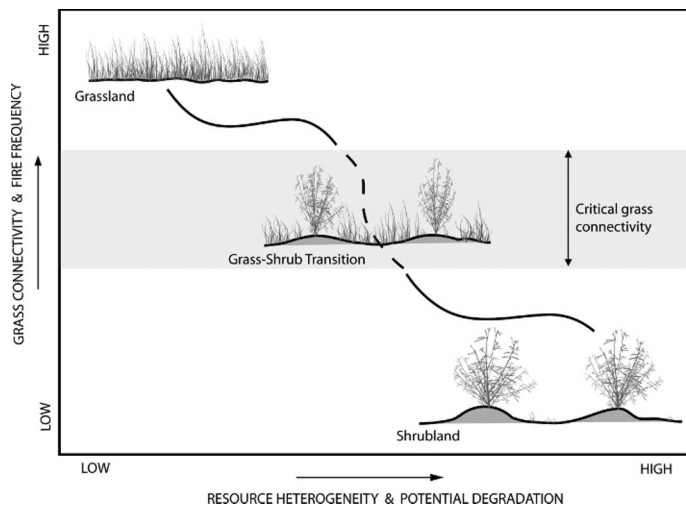 HIGH
GRASS CONNECTIVITY & FIRE FREQUENCY
LOW
Grassland
Critical grass
connectivity
Grass-Shrub Transition
Shrubland
LOW
HIGH
RESOURCE HETEROGENEITY & POTENTIAL DEGRADATION